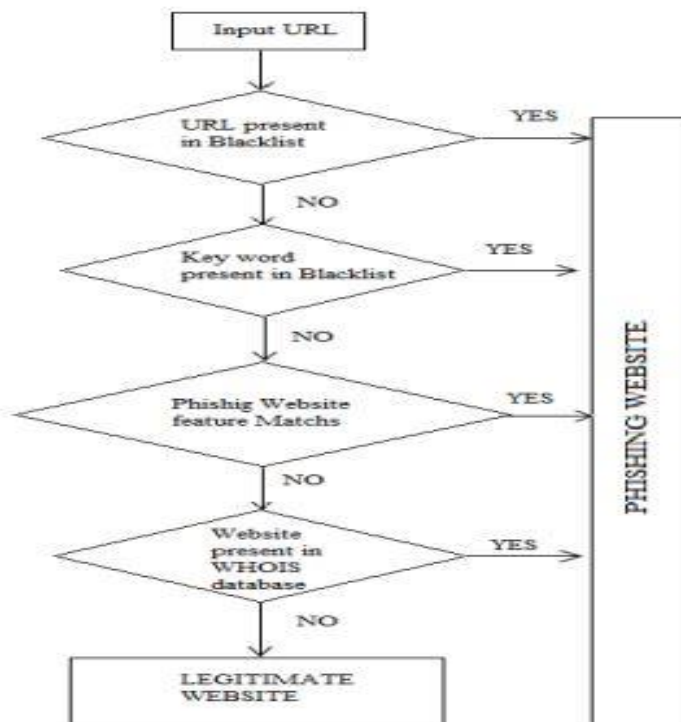 Input URL
URL present
in Blacklist
YES
NO
Key word
present in Blacklist
YES
NO
Phishig Website
feature Matchs
YES
NO
Website
present in
WHOIS
database
YES
NO
LEGITIMATE
WEBSITE
PHISHING WEBSITE